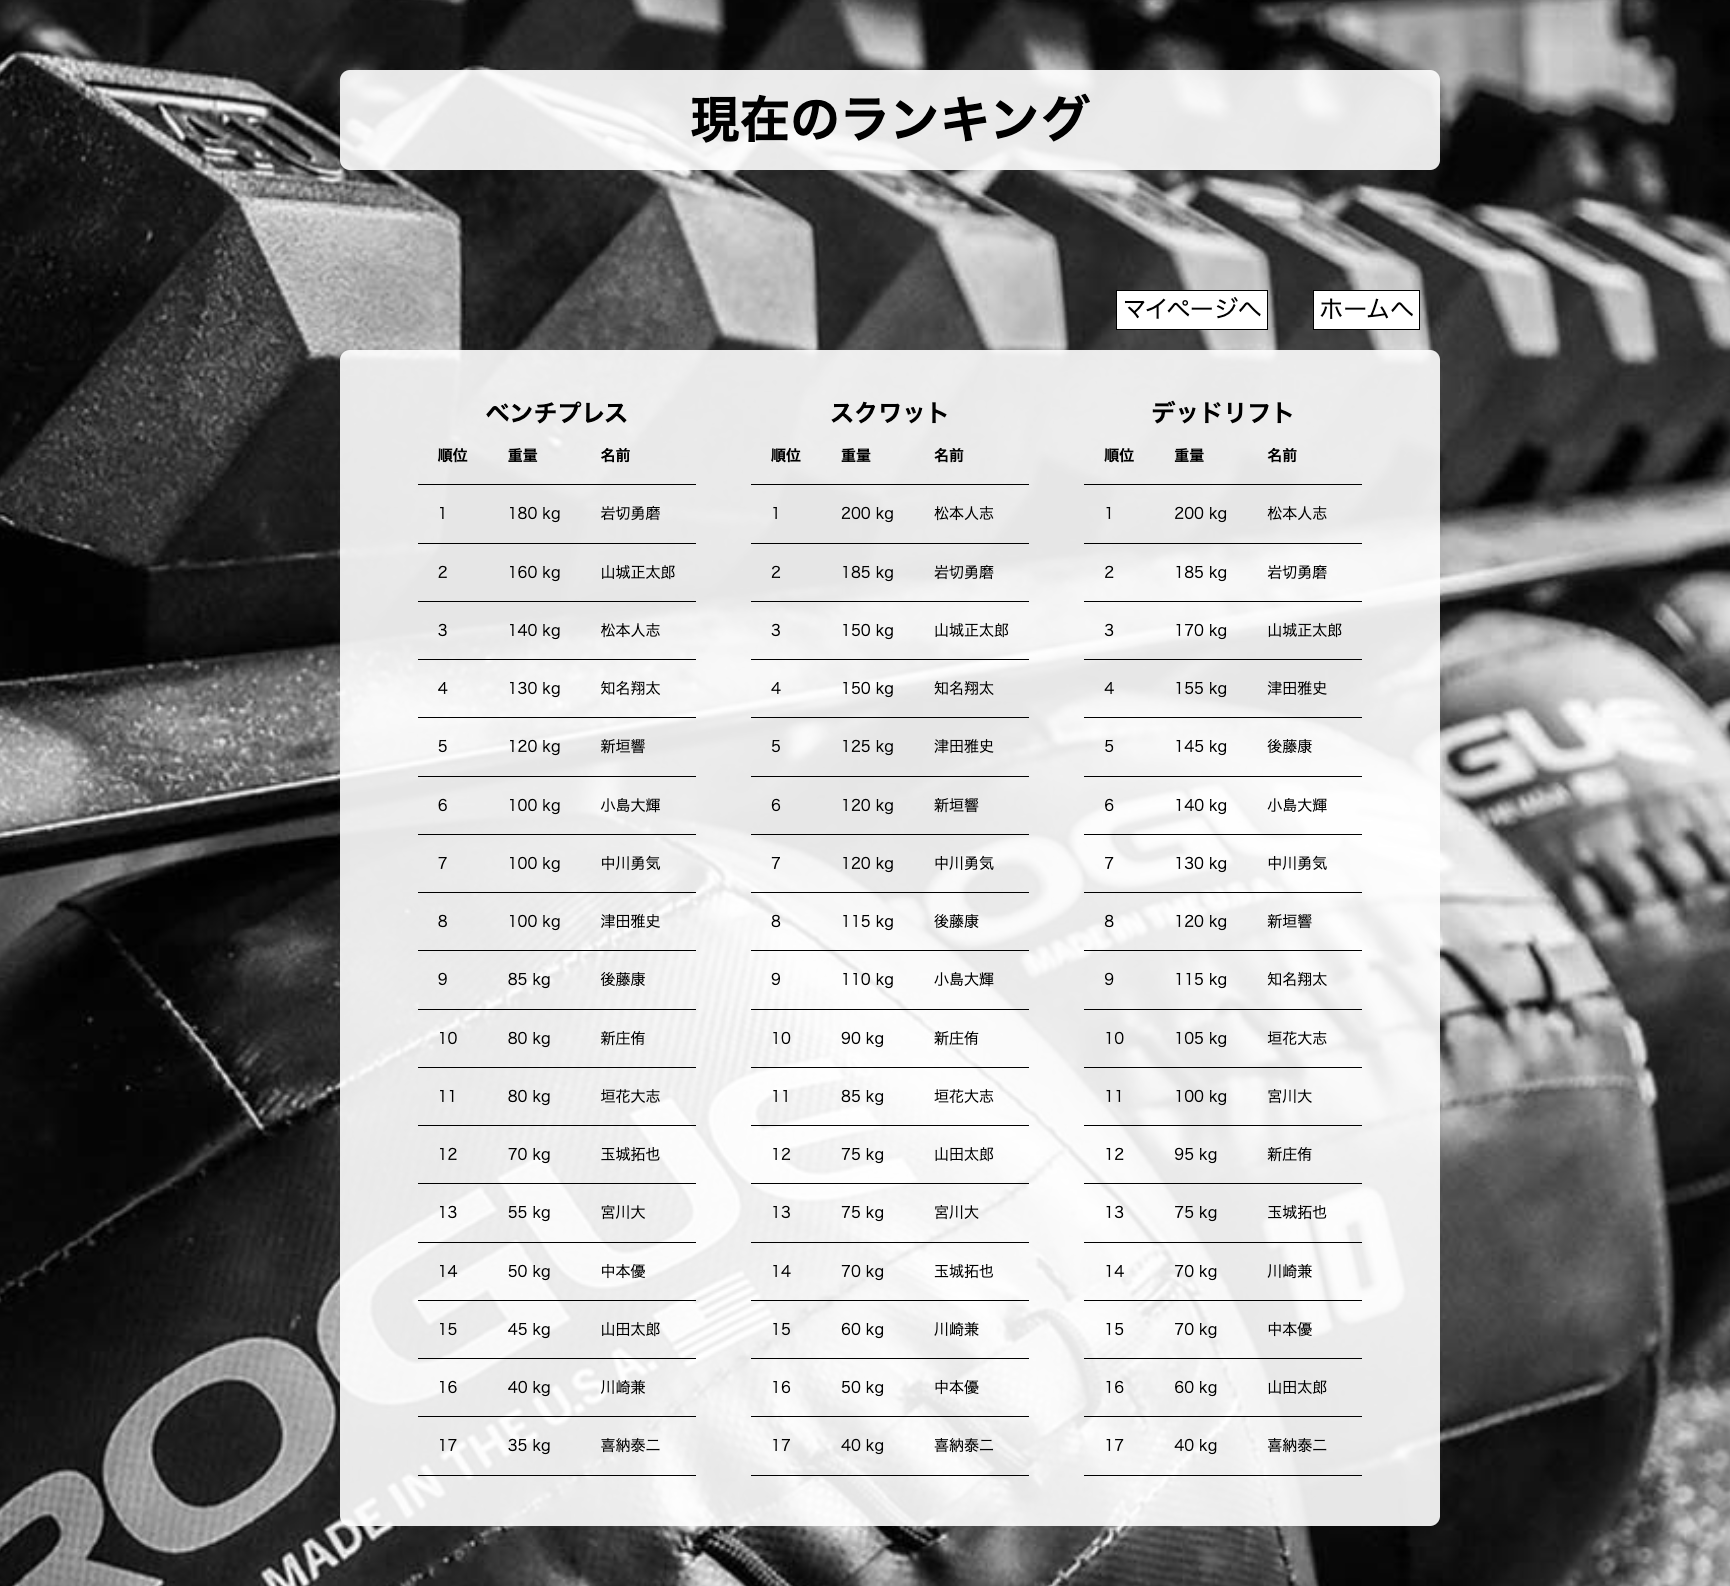 現在のランキング
マイページへ ホームへ
ベンチプレス スクワット デッドリフト
順位 重量 名前 順位 重量 名前 順位 重量 名前
1 180 kg 岩切勇磨 1 200 kg 松本人志 1 200 kg 松本人志
2 160 kg 山城正太郎 2 185 kg 岩切勇磨 2 185 kg 岩切勇磨
3 140 kg 松本人志 3 150 kg 山城正太郎 3 170 kg 山城正太郎
4 130 kg 知名翔太 4 150 kg 知名翔太 4 155 kg 津田雅史
5 120 kg 新垣響 5 125 kg 津田雅史 5 145 kg 後藤康
6 100 kg 小島大輝 6 120 kg 新垣響 6 140 kg 小島大輝
7 100 kg 中川勇気 7 120 kg 中川勇気 7 130 kg 中川勇気
8 100 kg 津田雅史 8 115 kg 後藤康 8 120 kg 新垣響
9 85 kg 後藤康 9 110 kg 小島大輝 9 115 kg 知名翔太
10 80 kg 新庄侑 10 90 kg 新庄侑 10 105 kg 垣花大志
11 80 kg 垣花大志 11 85 kg 垣花大志 11 100 kg 宮川大
12 70 kg 玉城拓也 12 75 kg 山田太郎 12 95 kg 新庄侑
13 55 kg 宮川大 13 75 kg 宮川大 13 75 kg 玉城拓也
14 50 kg 中本優 14 70 kg 玉城拓也 14 70 kg 川崎兼
15 45 kg 山田太郎 15 60 kg 川崎兼 15 70 kg 中本優
16 40 kg 川崎兼 16 50 kg 中本優 16 60 kg 山田太郎
17 35 kg 喜納泰二 17 40 kg 喜納泰二 17 40 kg 喜納泰二
ROGUE
MADE IN THE U.S.A.
OGU
MADE IN THE U.S.A.
10
GUE